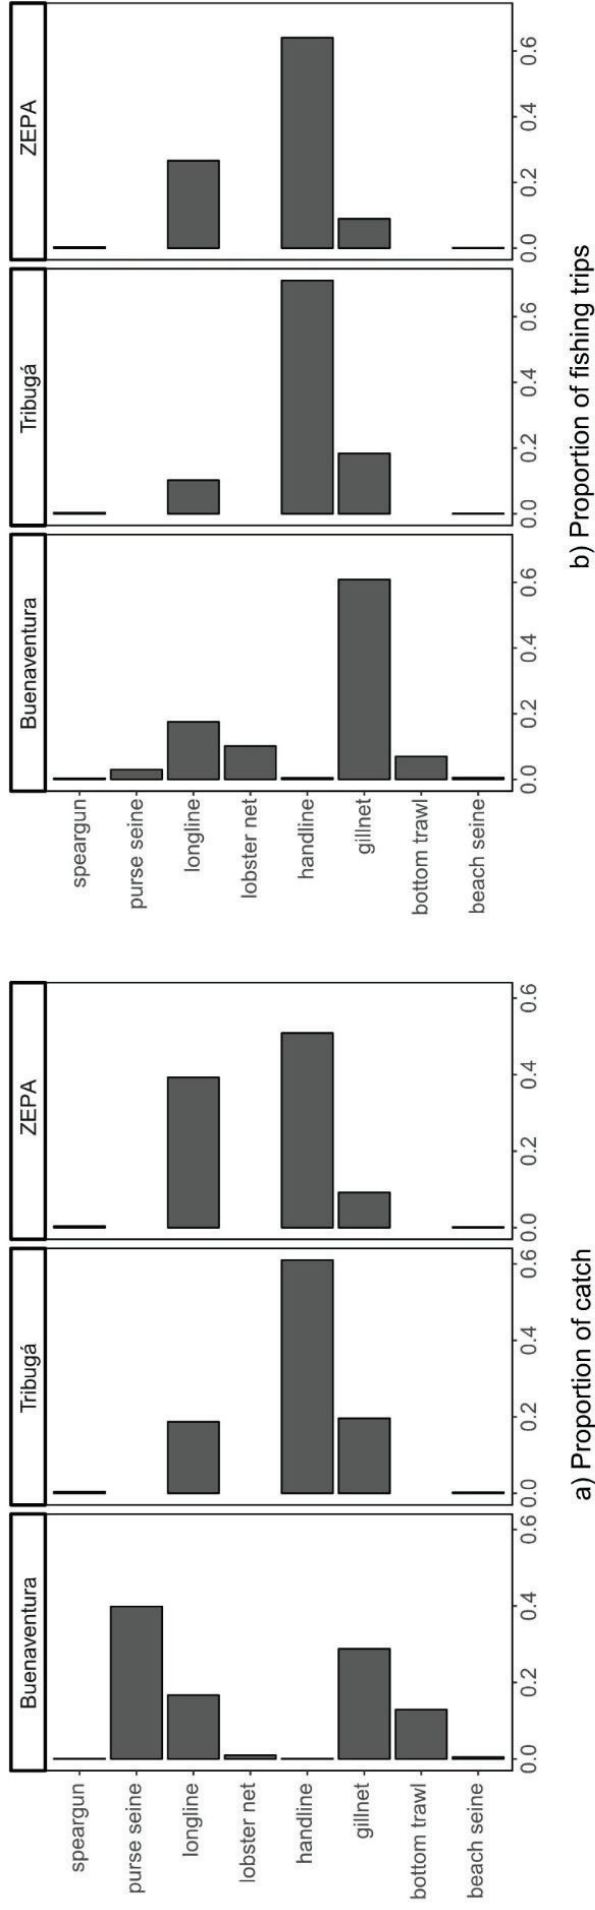 Buenaventura
Tribugá
ZEPA
speargun
purse seine
longline
lobster net
handline
gillnet
bottom trawl
beach seine
0.0 0.2 0.4 0.6
0.0 0.2 0.4 0.6
0.0 0.2 0.4 0.6
a) Proportion of catch
Buenaventura
Tribugá
ZEPA
speargun
purse seine
longline
lobster net
handline
gillnet
bottom trawl
beach seine
0.0 0.2 0.4 0.6
0.0 0.2 0.4 0.6
0.0 0.2 0.4 0.6
b) Proportion of fishing trips